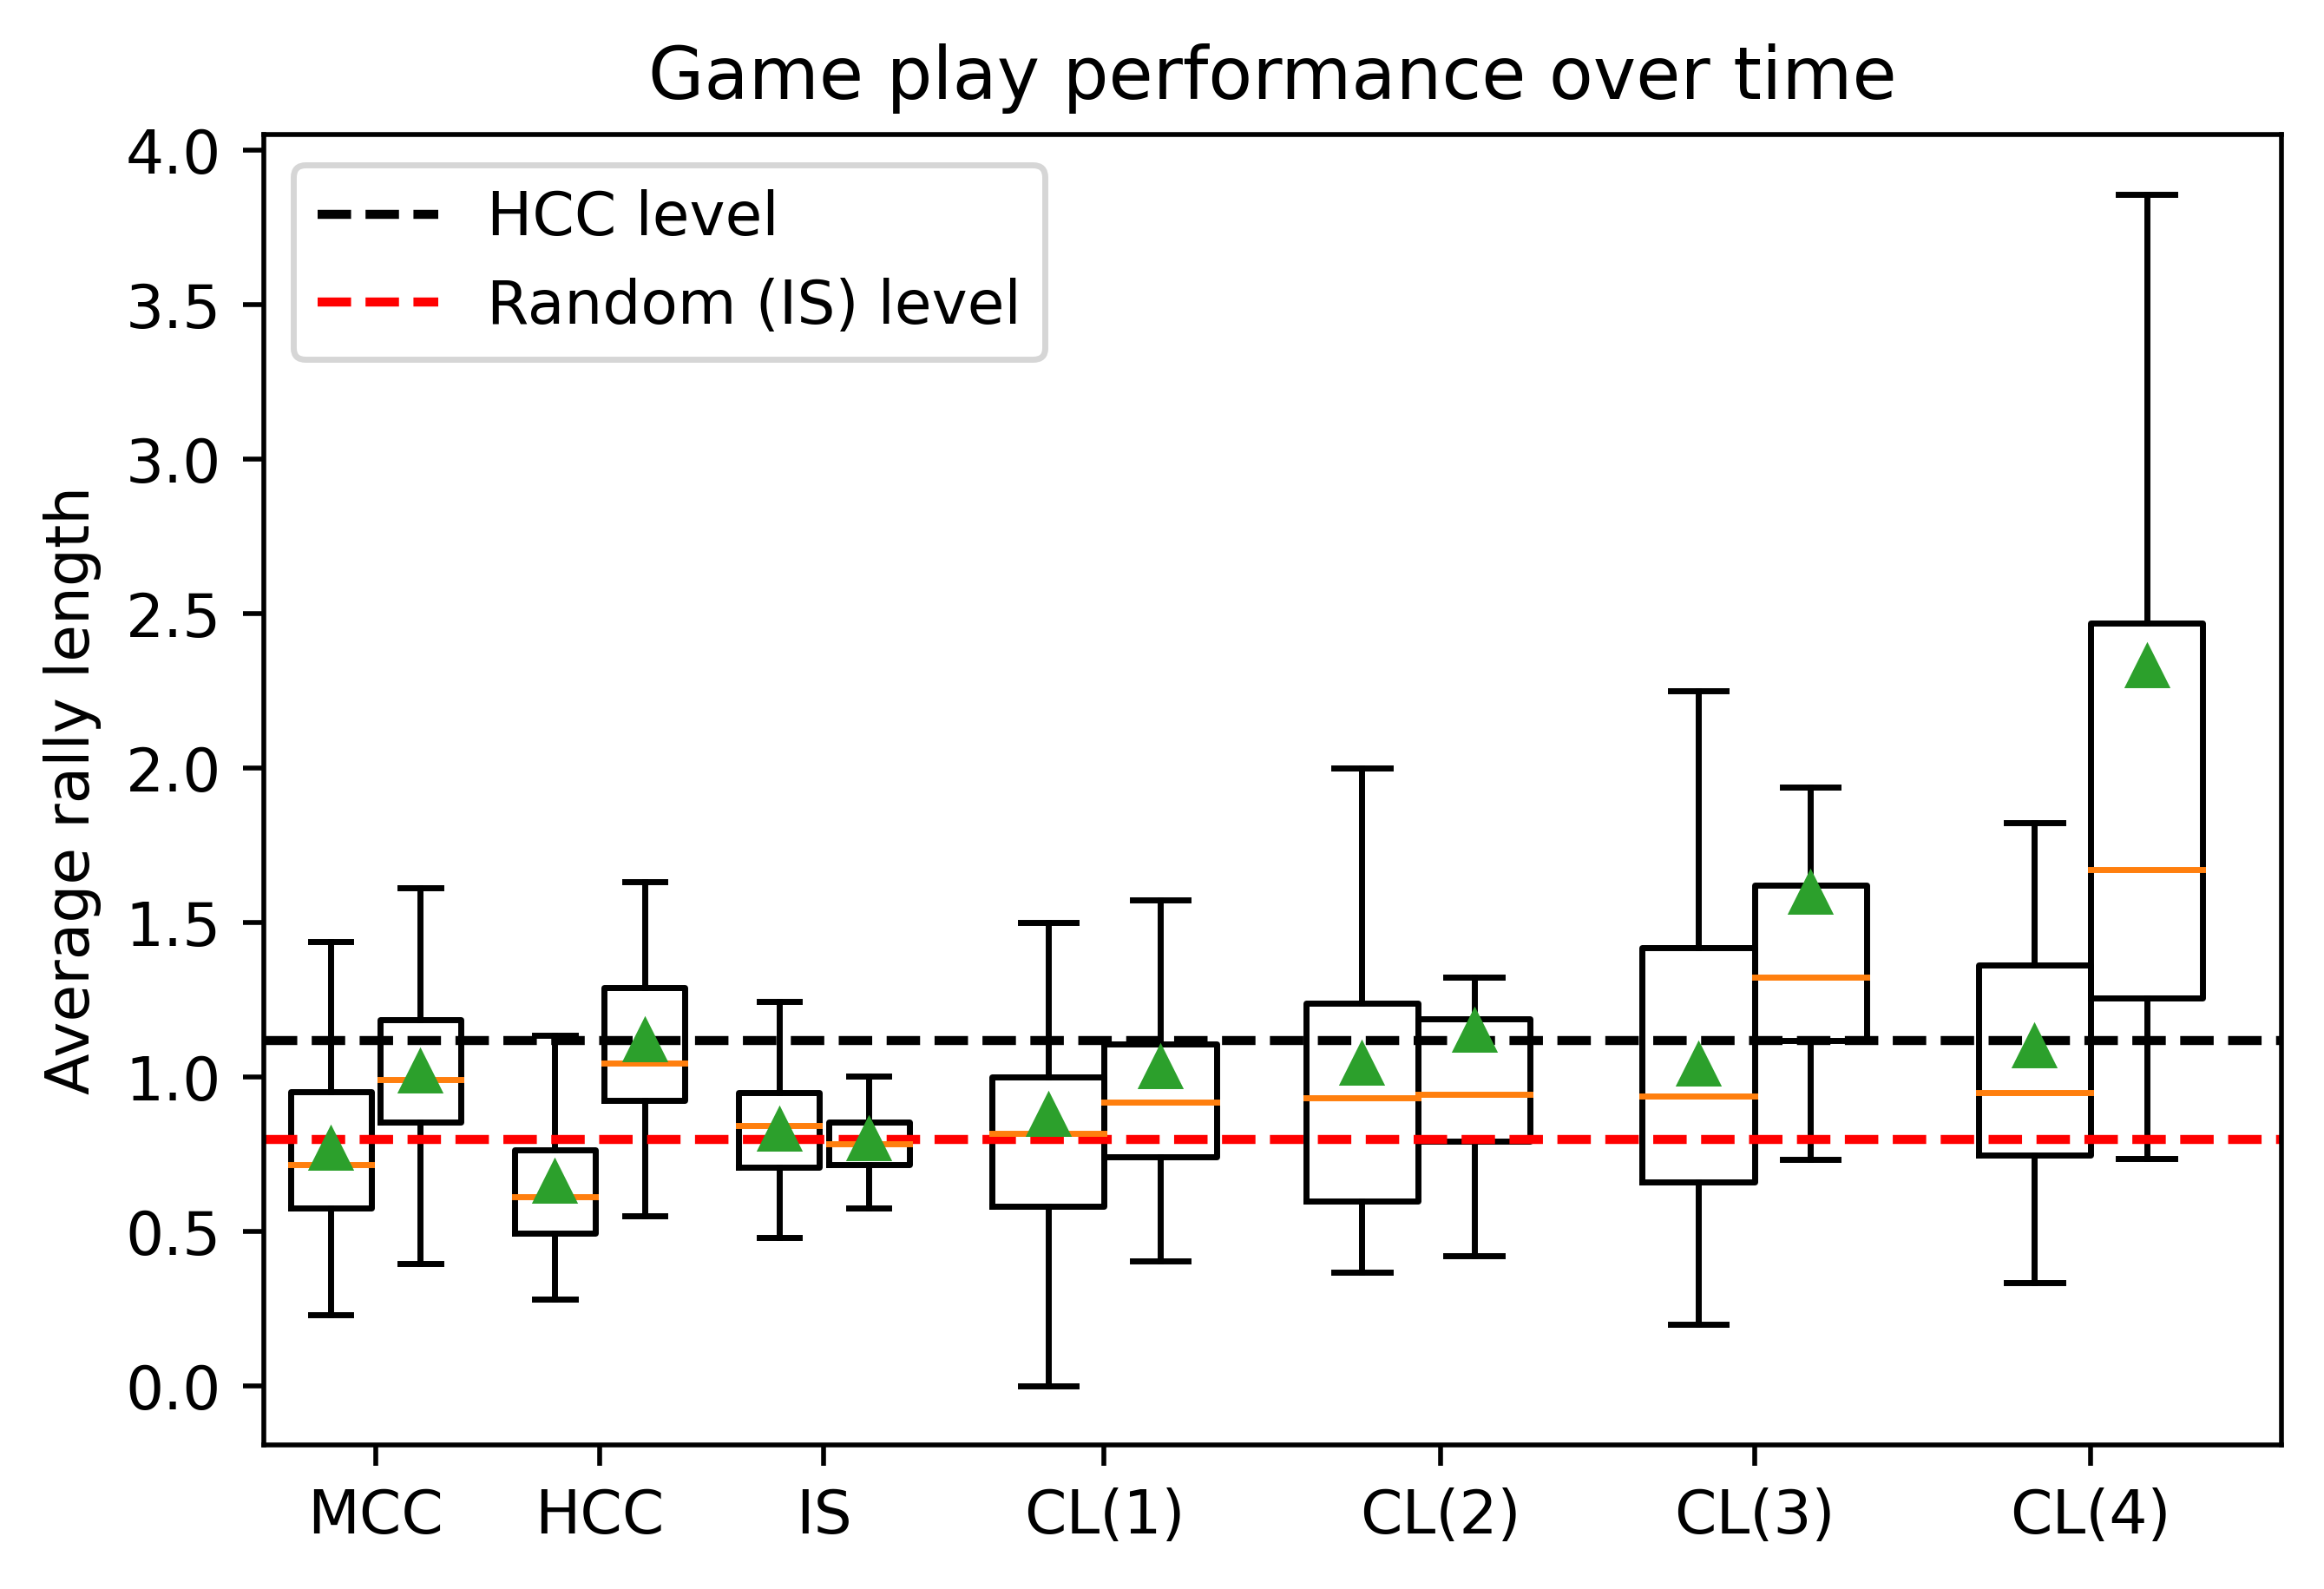 Game play performance over time
Average rally length
4.0
3.5
3.0
2.5
2.0
1.5
1.0
0.5
0.0
HCC level
Random (IS) level
MCC HCC IS CL(1) CL(2) CL(3) CL(4)